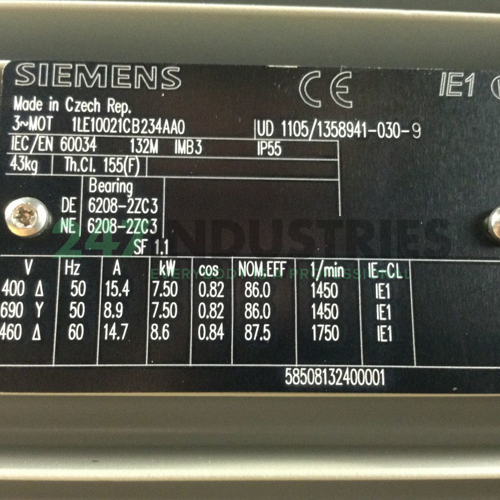 SIEMENS CE IE1
Made in Czech Rep.
3~MOT 1LE10021CB234AA0 UD 1105/1358941-030-9
IEC/EN 60034 132M IMB3 IP55
43kg Th.Cl. 155(F)
Bearing
DE 6208-2ZC3
NE 6208-2ZC3
247 INDUSTRIES
SF 1.1
V Hz A kW cos NOM.EFF 1/min IE-CL
400 Δ 50 15.4 7.50 0.82 86.0 1450 IE1
690 Y 50 8.9 7.50 0.82 86.0 1450 IE1
460 Δ 60 14.7 8.6 0.84 87.5 1750 IE1
58508132400001